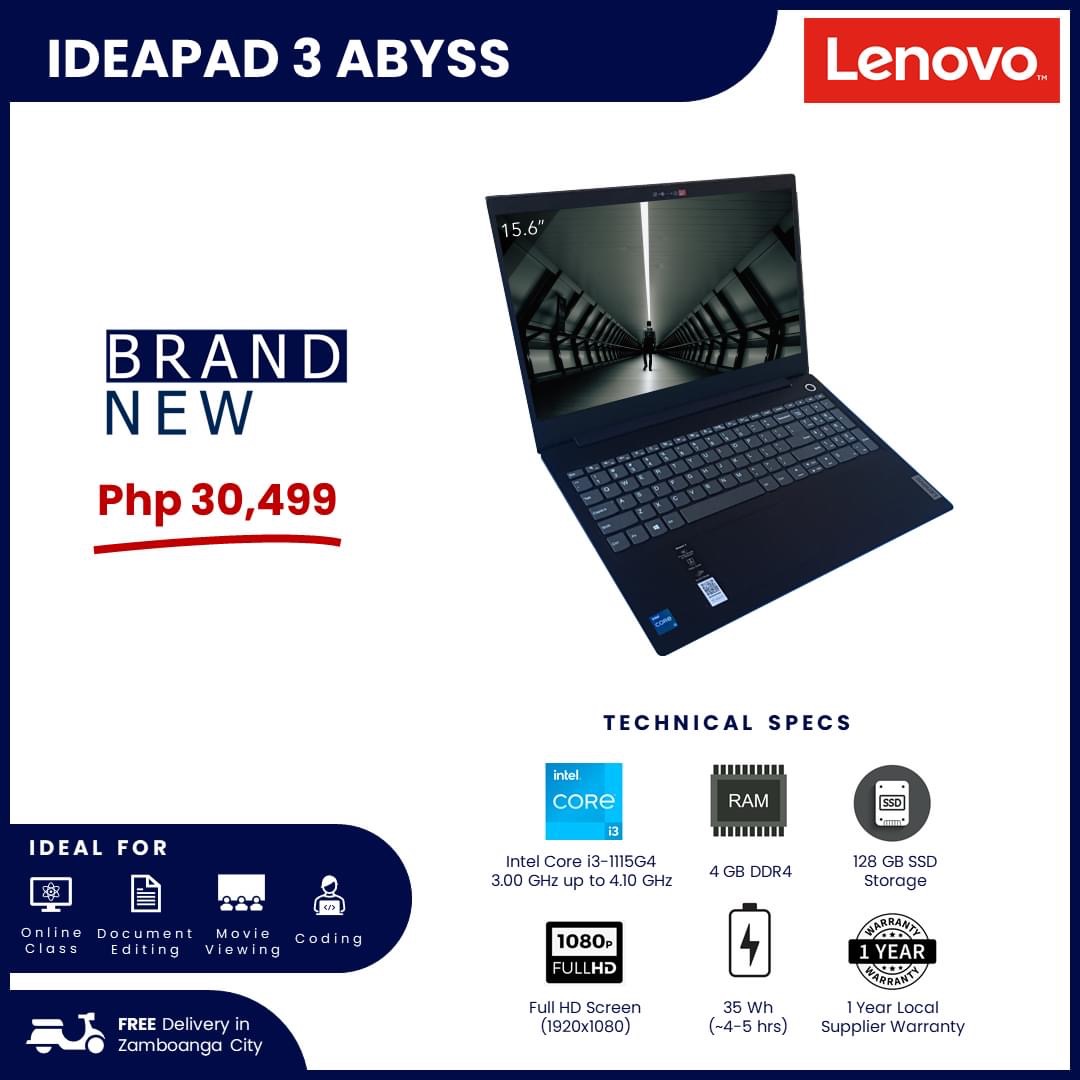 IDEAPAD 3 ABYSS
Lenovo™
15.6"
BRAND
NEW
Php 30,499
TECHNICAL SPECS
intel.
CORE
i3
RAM
SSD
Intel Core i3-1115G4
3.00 GHz up to 4.10 GHz
4 GB DDR4
128 GB SSD
Storage
1080P
FULLHD
WARRANTY
1 YEAR
WARRANTY
Full HD Screen
(1920x1080)
35 Wh
(~4-5 hrs)
1 Year Local
Supplier Warranty
IDEAL FOR
Online
Class
Document
Editing
Movie
Viewing
Coding
FREE Delivery in
Zamboanga City